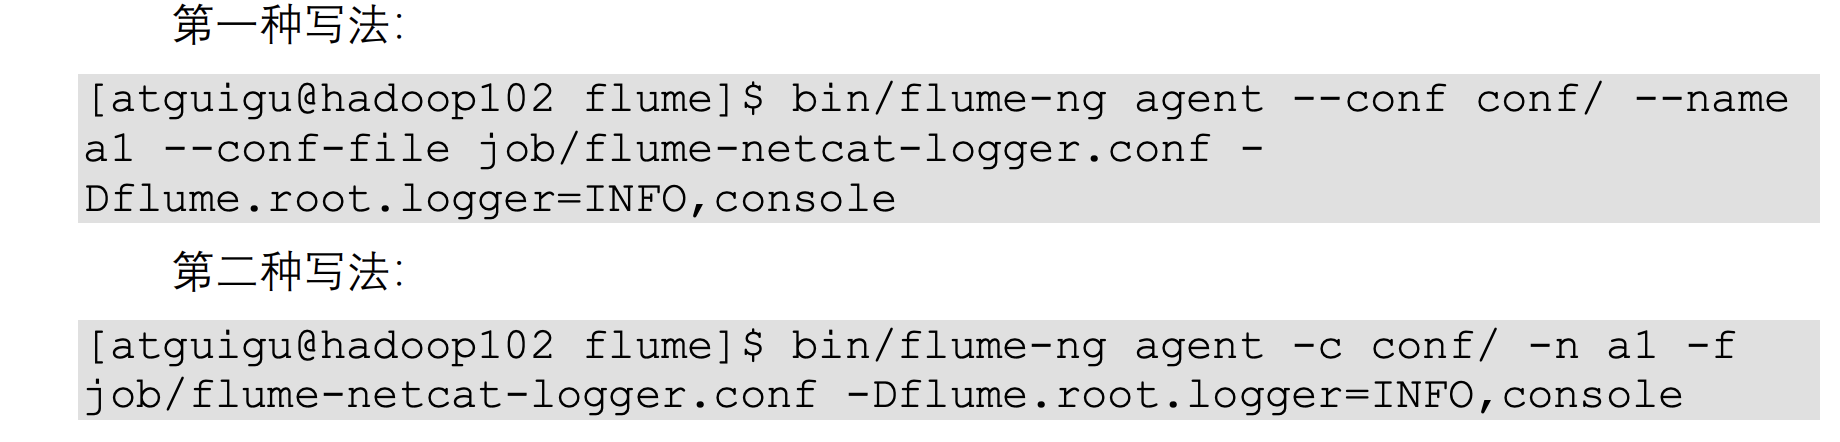 第一种写法：
[atguigu@hadoop102 flume]$ bin/flume-ng agent --conf conf/ --name
a1 --conf-file job/flume-netcat-logger.conf -
Dflume.root.logger=INFO,console
第二种写法：
[atguigu@hadoop102 flume]$ bin/flume-ng agent -c conf/ -n a1 -f
job/flume-netcat-logger.conf -Dflume.root.logger=INFO,console